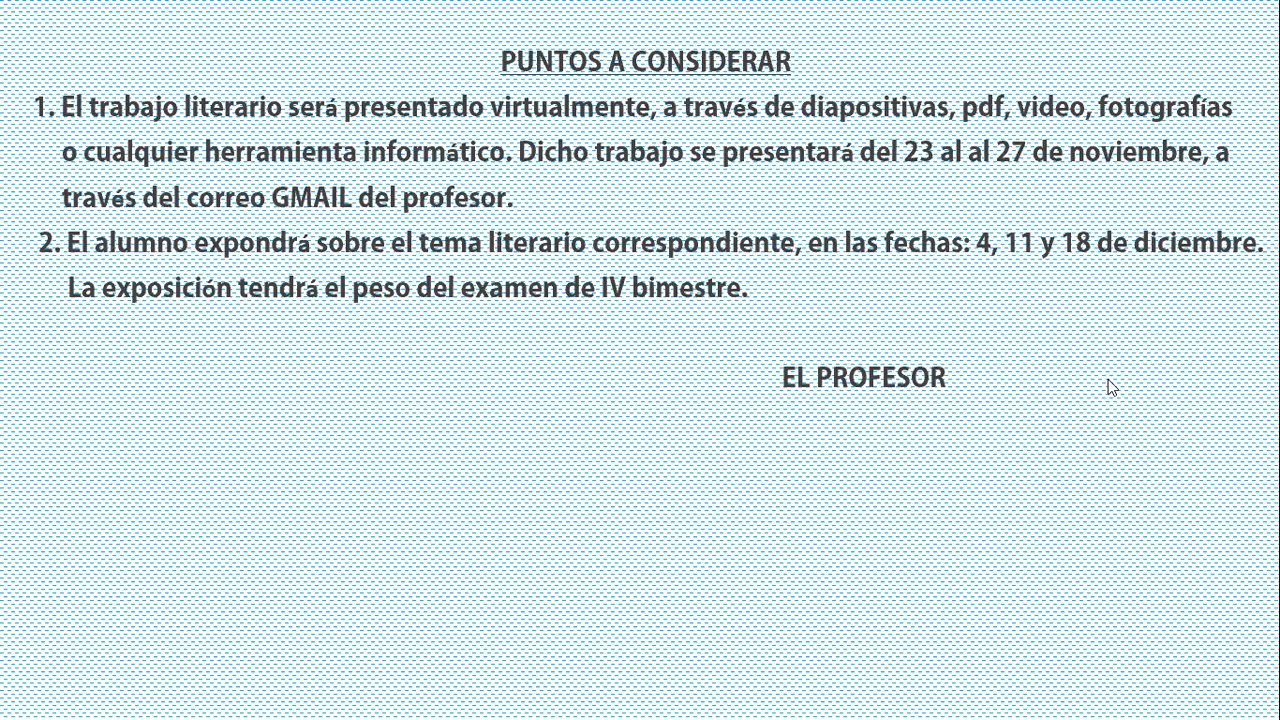 PUNTOS A CONSIDERAR
1. El trabajo literario será presentado virtualmente, a través de diapositivas, pdf, video, fotografías
o cualquier herramienta informático. Dicho trabajo se presentará del 23 al al 27 de noviembre, a
través del correo GMAIL del profesor.
2. El alumno expondrá sobre el tema literario correspondiente, en las fechas: 4, 11 y 18 de diciembre.
La exposición tendrá el peso del examen de IV bimestre.
EL PROFESOR